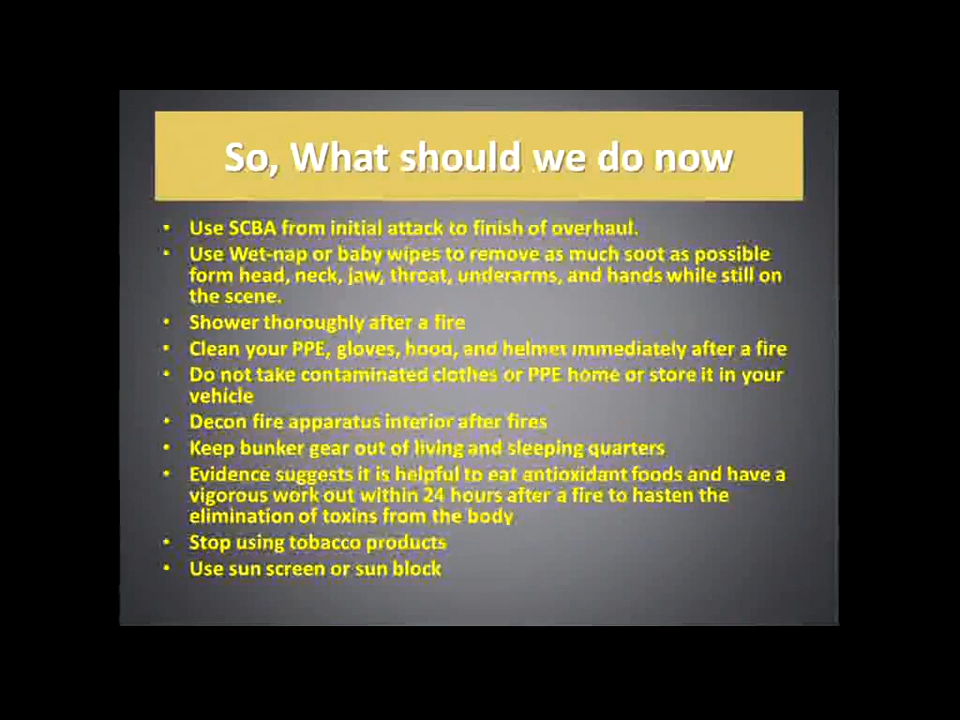 So, What should we do now
• Use SCBA from initial attack to finish of overhaul.
• Use Wet-nap or baby wipes to remove as much soot as possible
form head, neck, jaw, throat, underarms, and hands while still on
the scene.
• Shower thoroughly after a fire
• Clean your PPE, gloves, hood, and helmet immediately after a fire
• Do not take contaminated clothes or PPE home or store it in your
vehicle
• Decon fire apparatus interior after fires
• Keep bunker gear out of living and sleeping quarters
• Evidence suggests it is helpful to eat antioxidant foods and have a
vigorous work out within 24 hours after a fire to hasten the
elimination of toxins from the body
• Stop using tobacco products
• Use sun screen or sun block